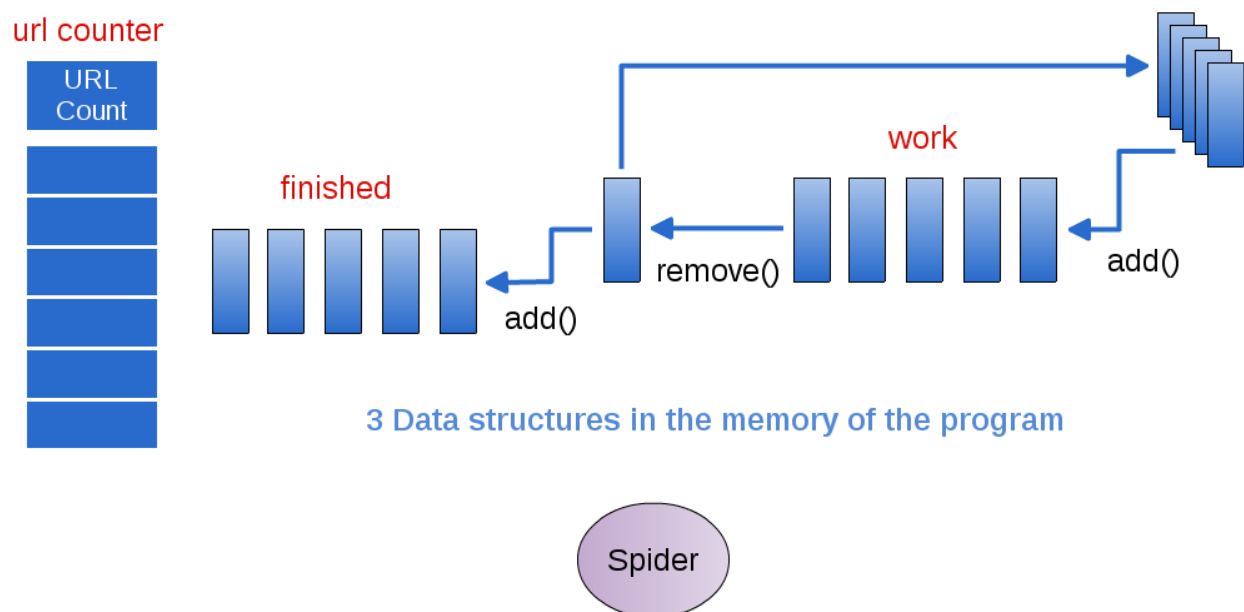 url counter
URL
Count
work
finished
remove()
add()
add()
3 Data structures in the memory of the program
Spider